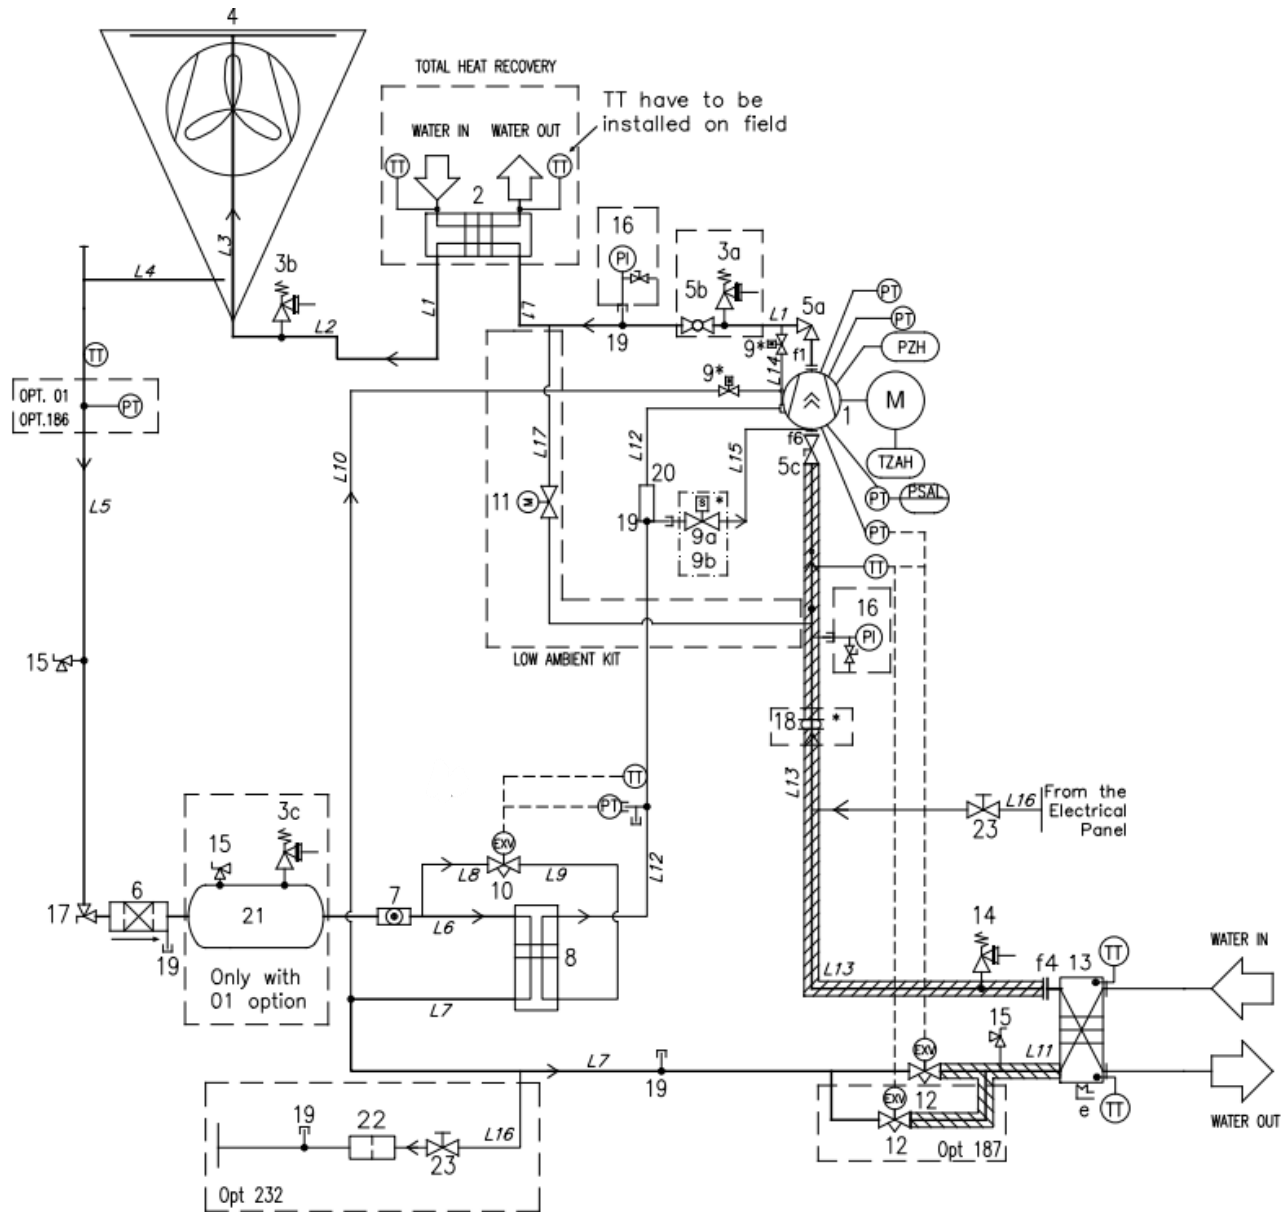 4
TOTAL HEAT RECOVERY
TT have to be
installed on field
WATER IN
WATER OUT
TT
TT
2
16
3a
PI
5b
5a
L3
3b
L4
L1
L1
L1
L2
19
9*
L14
f1
PT
PT
PZH
TT
9*
M
1
OPT. 01
OPT.186
PT
L12
L15
f6
5c
TZAH
L17
L10
20
PT
PSAL
L5
11
M
S
*
19
9a
9b
PT
TT
16
PI
15
LOW AMBIENT KIT
18
*
L13
TT
From the
Electrical
Panel
L16
23
PT
3c
15
EXV
L8
L9
10
L12
6
7
17
21
L6
14
19
8
L13
f4
13
TT
WATER IN
Only with
01 option
L7
15
L7
EXV
L11
19
12
e
TT
WATER OUT
EXV
19
22
L16
23
12
Opt 187
Opt 232